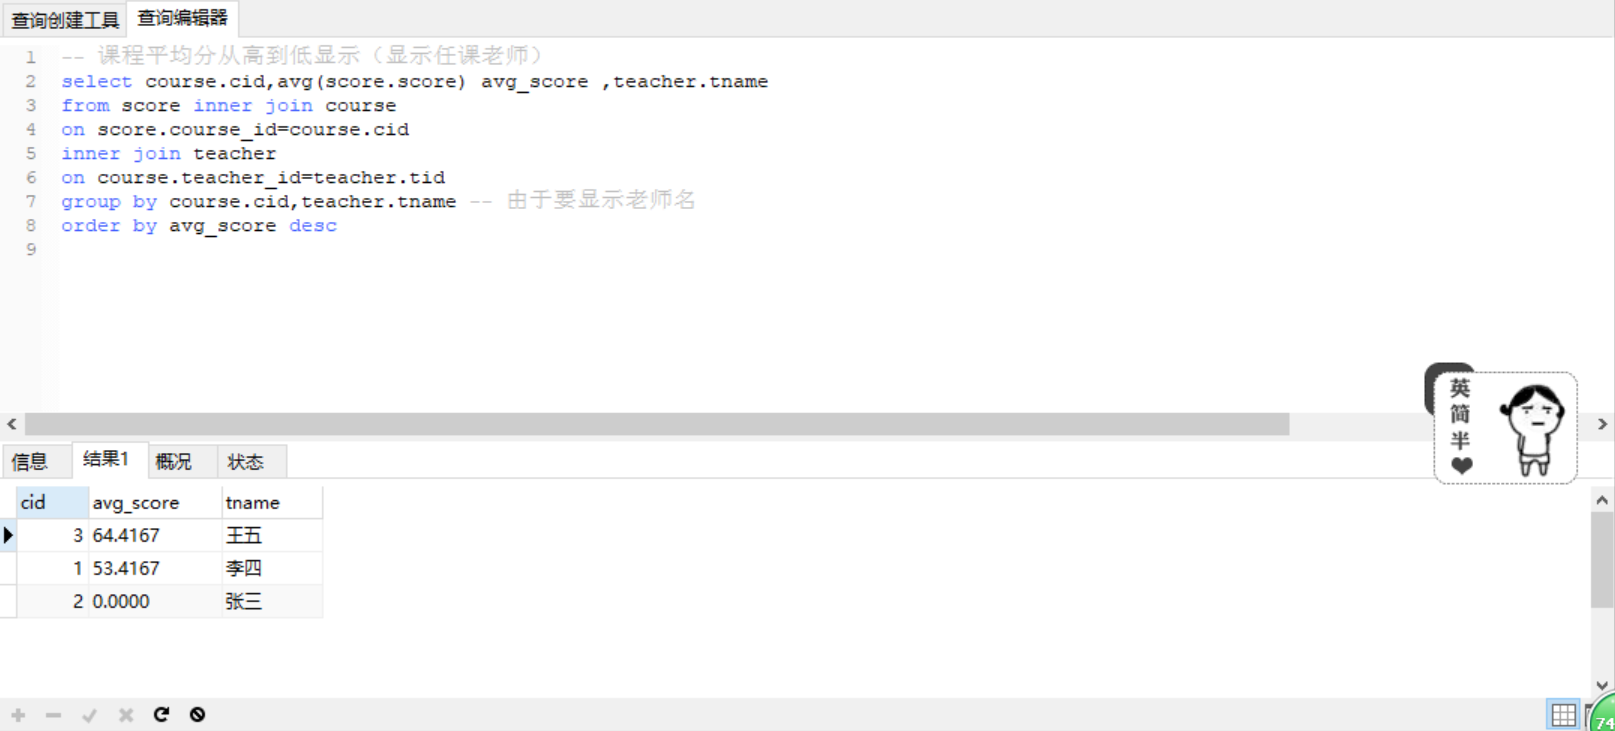 查询创建工具 查询编辑器
1 -- 课程平均分从高到低显示（显示任课老师）
2 select course.cid,avg(score.score) avg_score ,teacher.tname
3 from score inner join course
4 on score.course_id=course.cid
5 inner join teacher
6 on course.teacher_id=teacher.tid
7 group by course.cid,teacher.tname -- 由于要显示老师名
8 order by avg_score desc
9
英
简
半
信息 结果1 概况 状态
cid avg_score tname
3 64.4167 王五
1 53.4167 李四
2 0.0000 张三
74